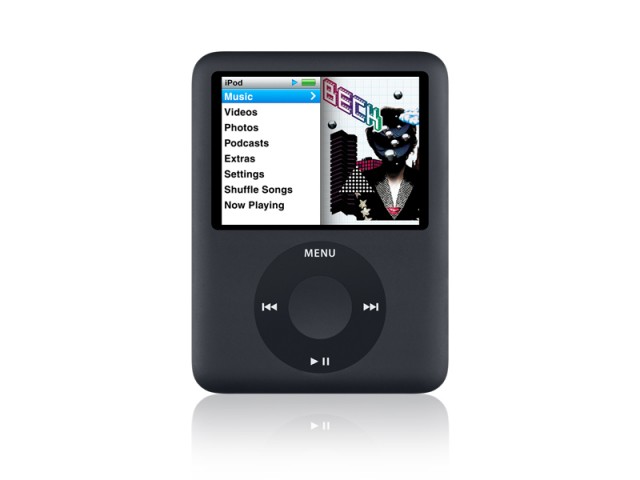 iPod
Music
Videos
Photos
Podcasts
Extras
Settings
Shuffle Songs
Now Playing
BECK
MENU